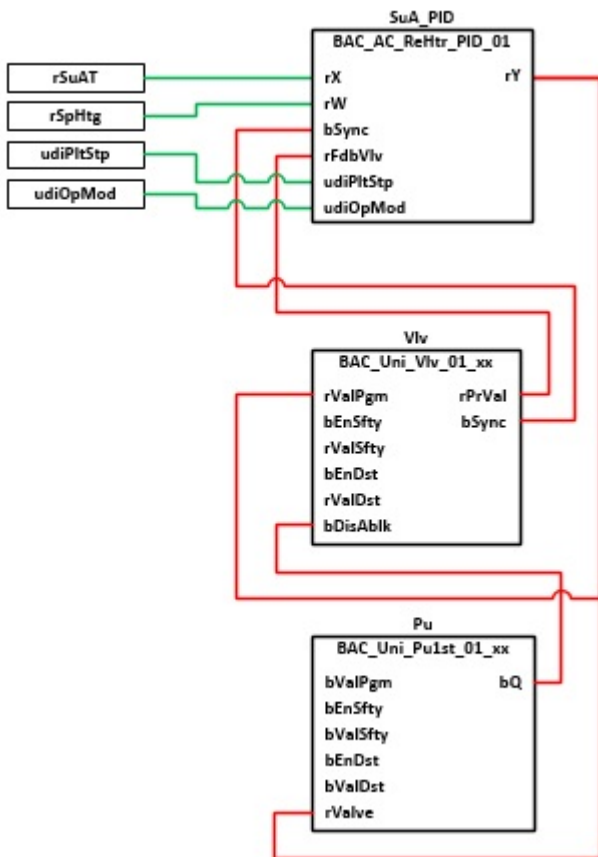 SuA_PID
BAC_AC_ReHtr_PID_01
rSuAT
rX rY
rSpHtg
rW
bSync
udiPltStp
rFdbVlv
udiPltStp
udiOpMod
udiOpMod
Vlv
BAC_Uni_Vlv_01_xx
rValPgm rPrVal
bEnSfty bSync
rValSfty
bEnDst
rValDst
bDisAblk
Pu
BAC_Uni_Pu1st_01_xx
bValPgm bQ
bEnSfty
bValSfty
bEnDst
bValDst
rValve